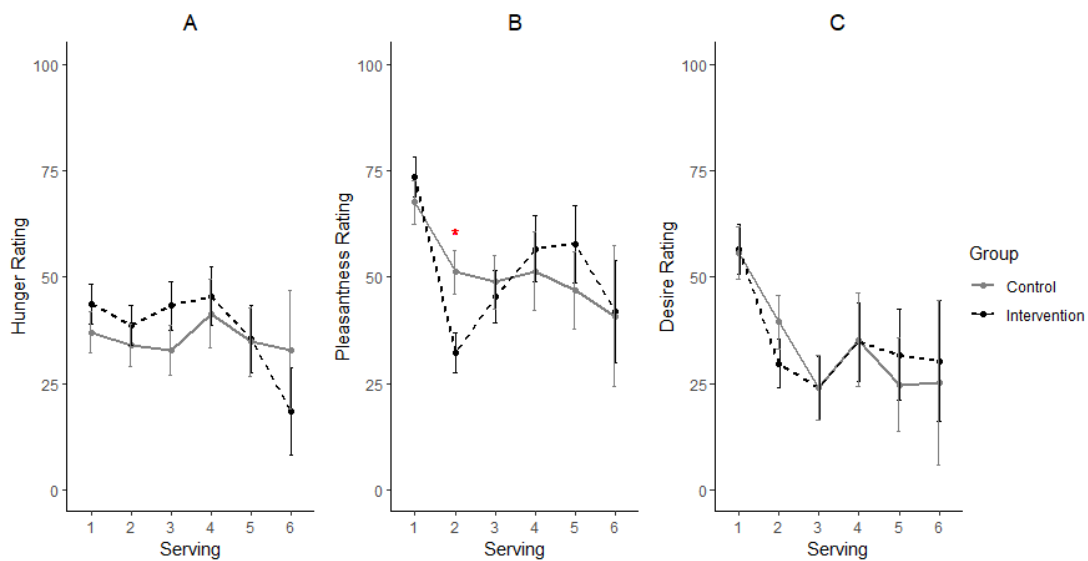 A
Hunger Rating
100
75
50
25
0
1 2 3 4 5 6
Serving
B
Pleasantness Rating
100
75
50
25
0
*
1 2 3 4 5 6
Serving
C
Desire Rating
100
75
50
25
0
1 2 3 4 5 6
Serving
Group
Control
Intervention